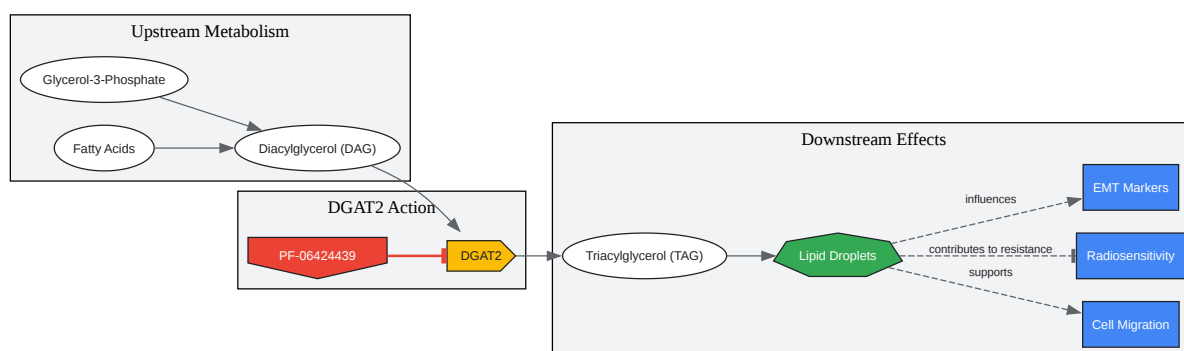 Upstream Metabolism
Glycerol-3-Phosphate
Fatty Acids
Diacylglycerol (DAG)
DGAT2 Action
PF-06424439
DGAT2
Downstream Effects
Triacylglycerol (TAG)
Lipid Droplets
influences
contributes to resistance
supports
EMT Markers
Radiosensitivity
Cell Migration